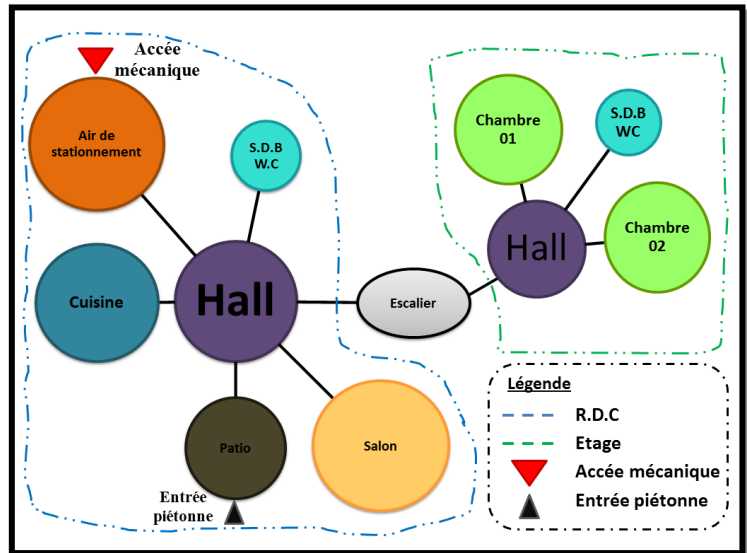 Accée
mécanique
Air de
stationnement
S.D.B
W.C
Cuisine
Hall
Escalier
Patio
Salon
Entrée
piétonne
Chambre
01
S.D.B
WC
Hall
Chambre
02
Légende
R.D.C
Etage
Accée mécanique
Entrée piétonne